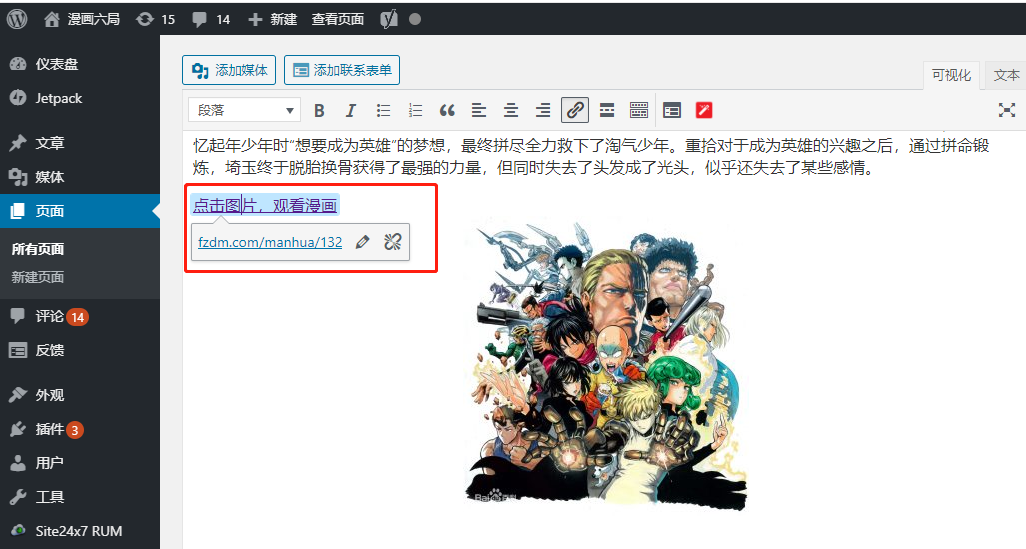 漫画六局 15 14 新建 查看页面
仪表盘
Jetpack
文章
媒体
页面
所有页面
新建页面
评论 14
反馈
外观
插件 3
用户
工具
Site24x7 RUM
添加媒体 添加联系表单
可视化 文本
段落 B I
忆起年少年时“想要成为英雄”的梦想，最终拼尽全力救下了淘气少年。重拾对于成为英雄的兴趣之后，通过拼命锻
炼，埼玉终于脱胎换骨获得了最强的力量，但同时失去了头发成了光头，似乎还失去了某些感情。
点击图片，观看漫画
fzdm.com/manhua/132
Bai百科